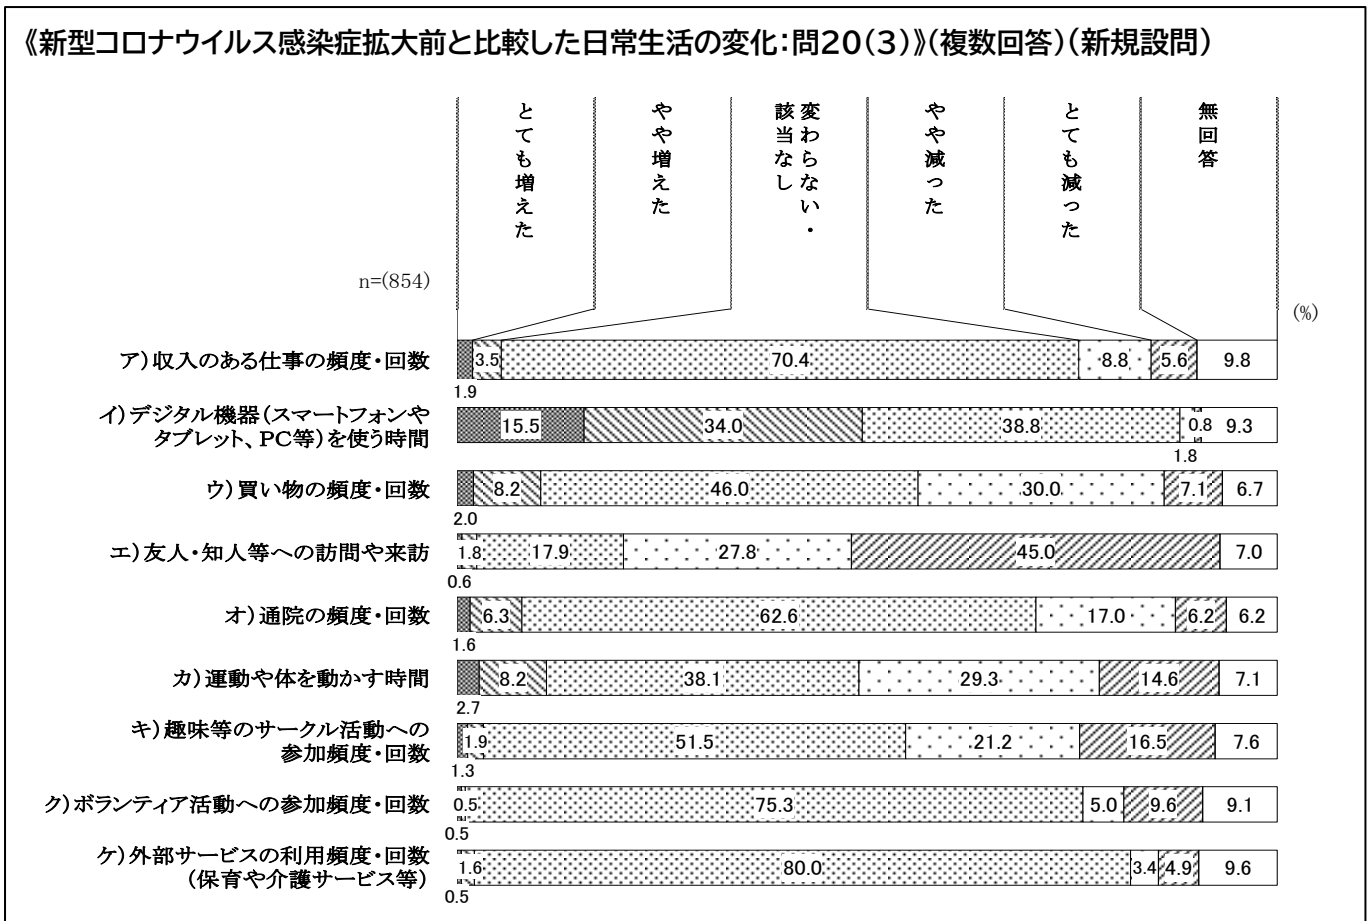 《新型コロナウイルス感染症拡大前と比較した日常生活の変化:問20(3)》(複数回答)(新規設問)
とても増えた
やや増えた
変わらない・
該当なし
やや減った
とても減った
無回答
n=(854)
(%)
ア)収入のある仕事の頻度・回数
3.5 70.4 8.8 5.6 9.8
1.9
イ)デジタル機器(スマートフォンや
タブレット、PC等)を使う時間
15.5 34.0 38.8 0.8 9.3
1.8
ウ)買い物の頻度・回数
8.2 46.0 30.0 7.1 6.7
2.0
エ)友人・知人等への訪問や来訪
1.8 17.9 27.8 45.0 7.0
0.6
オ)通院の頻度・回数
6.3 62.6 17.0 6.2 6.2
1.6
カ)運動や体を動かす時間
8.2 38.1 29.3 14.6 7.1
2.7
キ)趣味等のサークル活動への
参加頻度・回数
1.9 51.5 21.2 16.5 7.6
1.3
ク)ボランティア活動への参加頻度・回数
0.5 75.3 5.0 9.6 9.1
0.5
ケ)外部サービスの利用頻度・回数
(保育や介護サービス等)
1.6 80.0 3.4 4.9 9.6
0.5